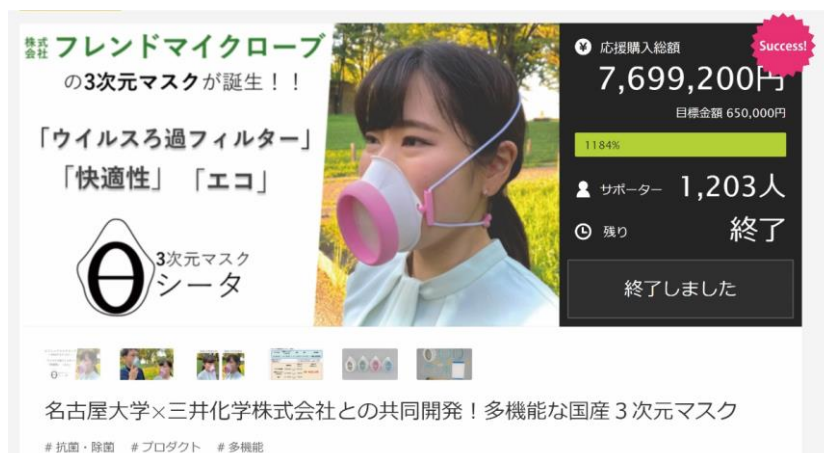 株式会社 フレンドマイクローブ
の3次元マスクが誕生！！
「ウイルスろ過フィルター」
「快適性」 「エコ」
3次元マスク
シータ
応援購入総額
Success!
7,699,200円
目標金額 650,000円
1184%
サポーター 1,203人
残り 終了
終了しました
名古屋大学×三井化学株式会社との共同開発！多機能な国産３次元マスク
# 抗菌・除菌 # プロダクト # 多機能